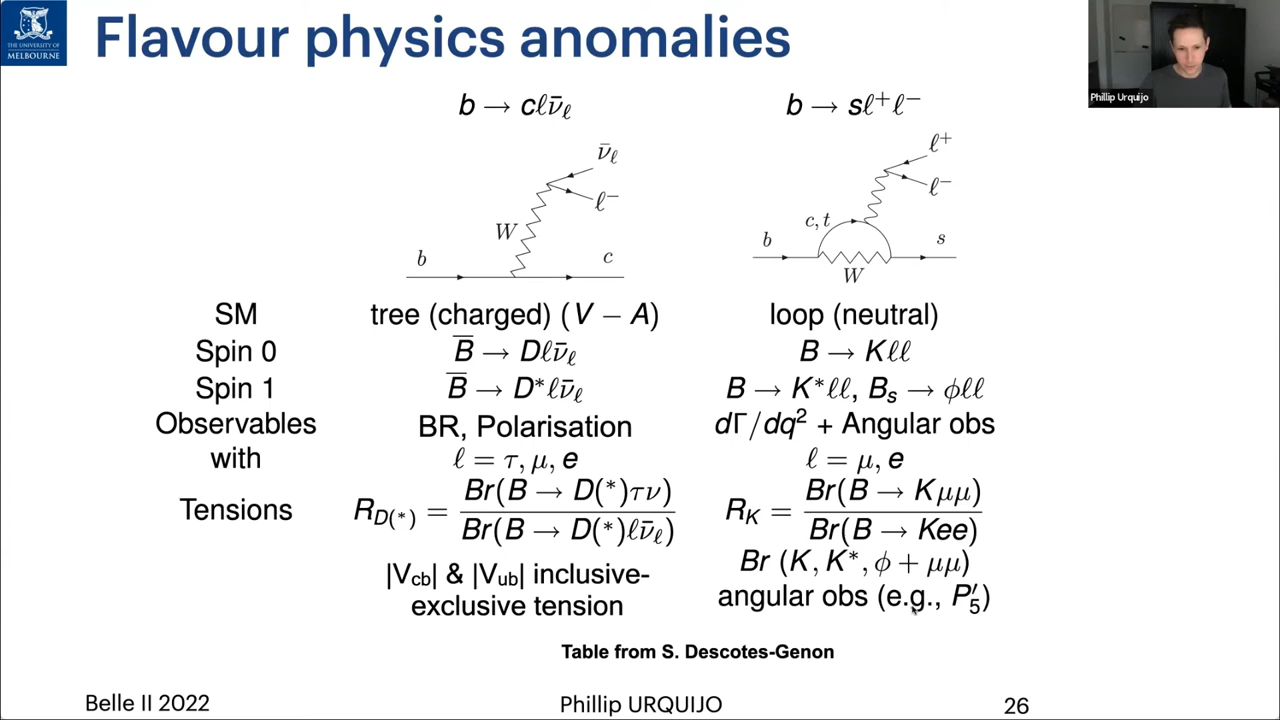 THE UNIVERSITY OF
MELBOURNE
Flavour physics anomalies
Phillip Urquijo
b → cℓν̄ℓ
b → sℓ⁺ℓ⁻
ν̄ℓ
ℓ⁻
W
b
c
ℓ⁺
ℓ⁻
c, t
b
s
W
SM tree (charged) (V − A) loop (neutral)
Spin 0 B̅ → Dℓν̄ℓ B → Kℓℓ
Spin 1 B̅ → D*ℓν̄ℓ B → K*ℓℓ, Bs → ϕℓℓ
Observables BR, Polarisation dΓ/dq² + Angular obs
with ℓ = τ, μ, e ℓ = μ, e
Tensions R_D(*) = Br(B → D(*)τν) / Br(B → D(*)ℓν̄ℓ) R_K = Br(B → Kμμ) / Br(B → Kee)
|Vcb| & |Vub| inclusive-
exclusive tension
Br (K, K*, ϕ + μμ)
angular obs (e.g., P′₅)
Table from S. Descotes-Genon
Belle II 2022 Phillip URQUIJO 26